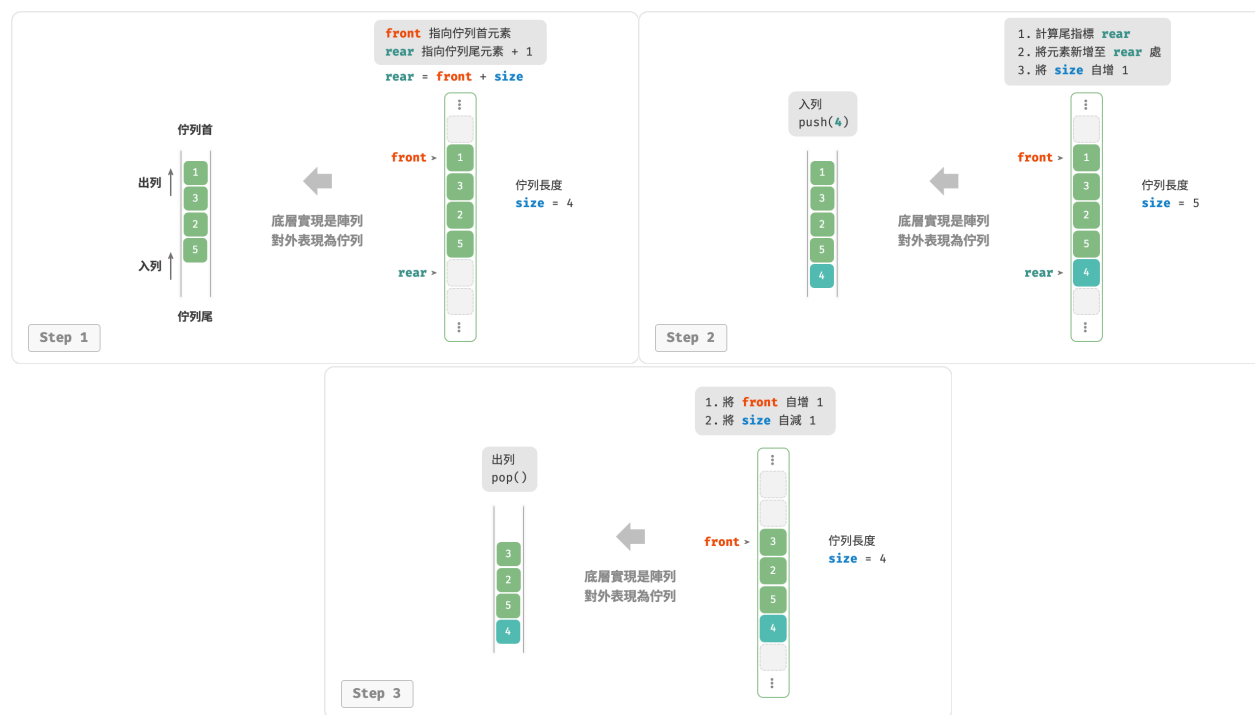 front 指向佇列首元素
rear 指向佇列尾元素 + 1
rear = front + size
佇列首
出列
入列
佇列尾
1
3
2
5
底層實現是陣列
對外表現為佇列
front
rear
1
3
2
5
佇列長度
size = 4
Step 1
1. 計算尾指標 rear
2. 將元素新增至 rear 處
3. 將 size 自增 1
入列
push(4)
1
3
2
5
4
底層實現是陣列
對外表現為佇列
front
rear
1
3
2
5
4
佇列長度
size = 5
Step 2
1. 將 front 自增 1
2. 將 size 自減 1
出列
pop()
3
2
5
4
底層實現是陣列
對外表現為佇列
front
3
2
5
4
佇列長度
size = 4
Step 3